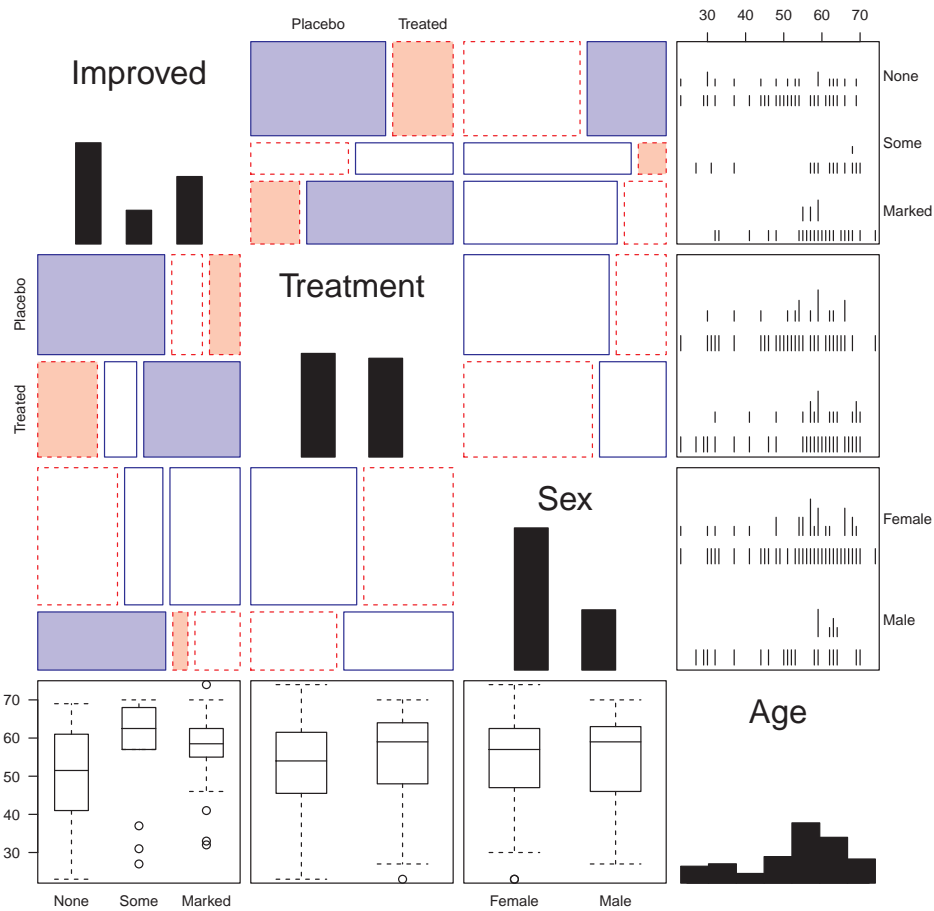 Placebo Treated
30 40 50 60 70
Improved
None
Some
Marked
Placebo
Treatment
Treated
Sex
Female
Male
Age
70
60
50
40
30
None Some Marked
Female Male